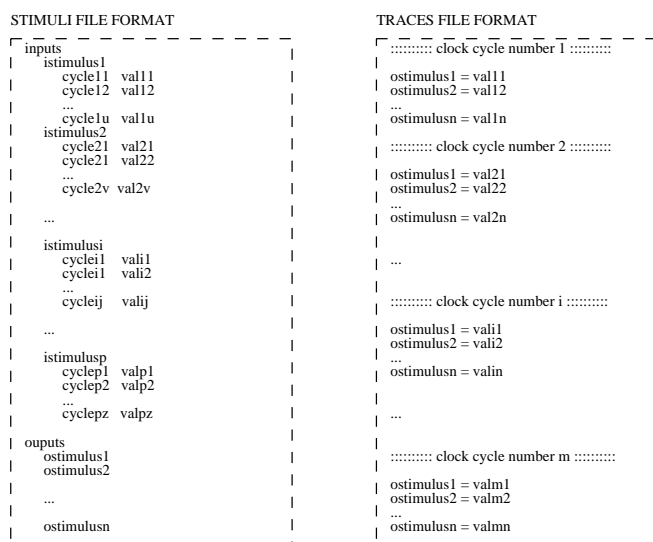 STIMULI FILE FORMAT
inputs
istimulus1
cycle11 val11
cycle12 val12
...
cycle1u val1u
istimulus2
cycle21 val21
cycle21 val22
...
cycle2v val2v
...
istimulusi
cyclei1 vali1
cyclei1 vali2
...
cycleij valij
...
istimulusp
cyclep1 valp1
cyclep2 valp2
...
cyclepz valpz
ouputs
ostimulus1
ostimulus2
...
ostimulusn
TRACES FILE FORMAT
:::::::::: clock cycle number 1 ::::::::::
ostimulus1 = val11
ostimulus2 = val12
...
ostimulusn = val1n
:::::::::: clock cycle number 2 ::::::::::
ostimulus1 = val21
ostimulus2 = val22
...
ostimulusn = val2n
...
:::::::::: clock cycle number i ::::::::::
ostimulus1 = vali1
ostimulus2 = vali2
...
ostimulusn = valin
...
:::::::::: clock cycle number m ::::::::::
ostimulus1 = valm1
ostimulus2 = valm2
...
ostimulusn = valmn